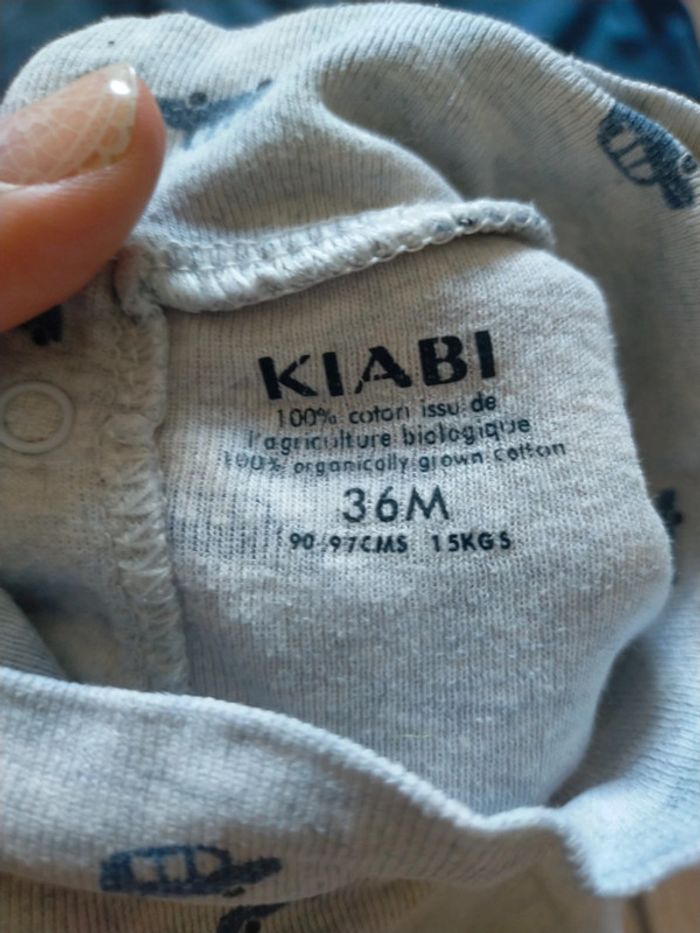 KIABI
100% coton issu de
l'agriculture biologique
100% organically grown cotton
36M
90-97CMS 15KGS